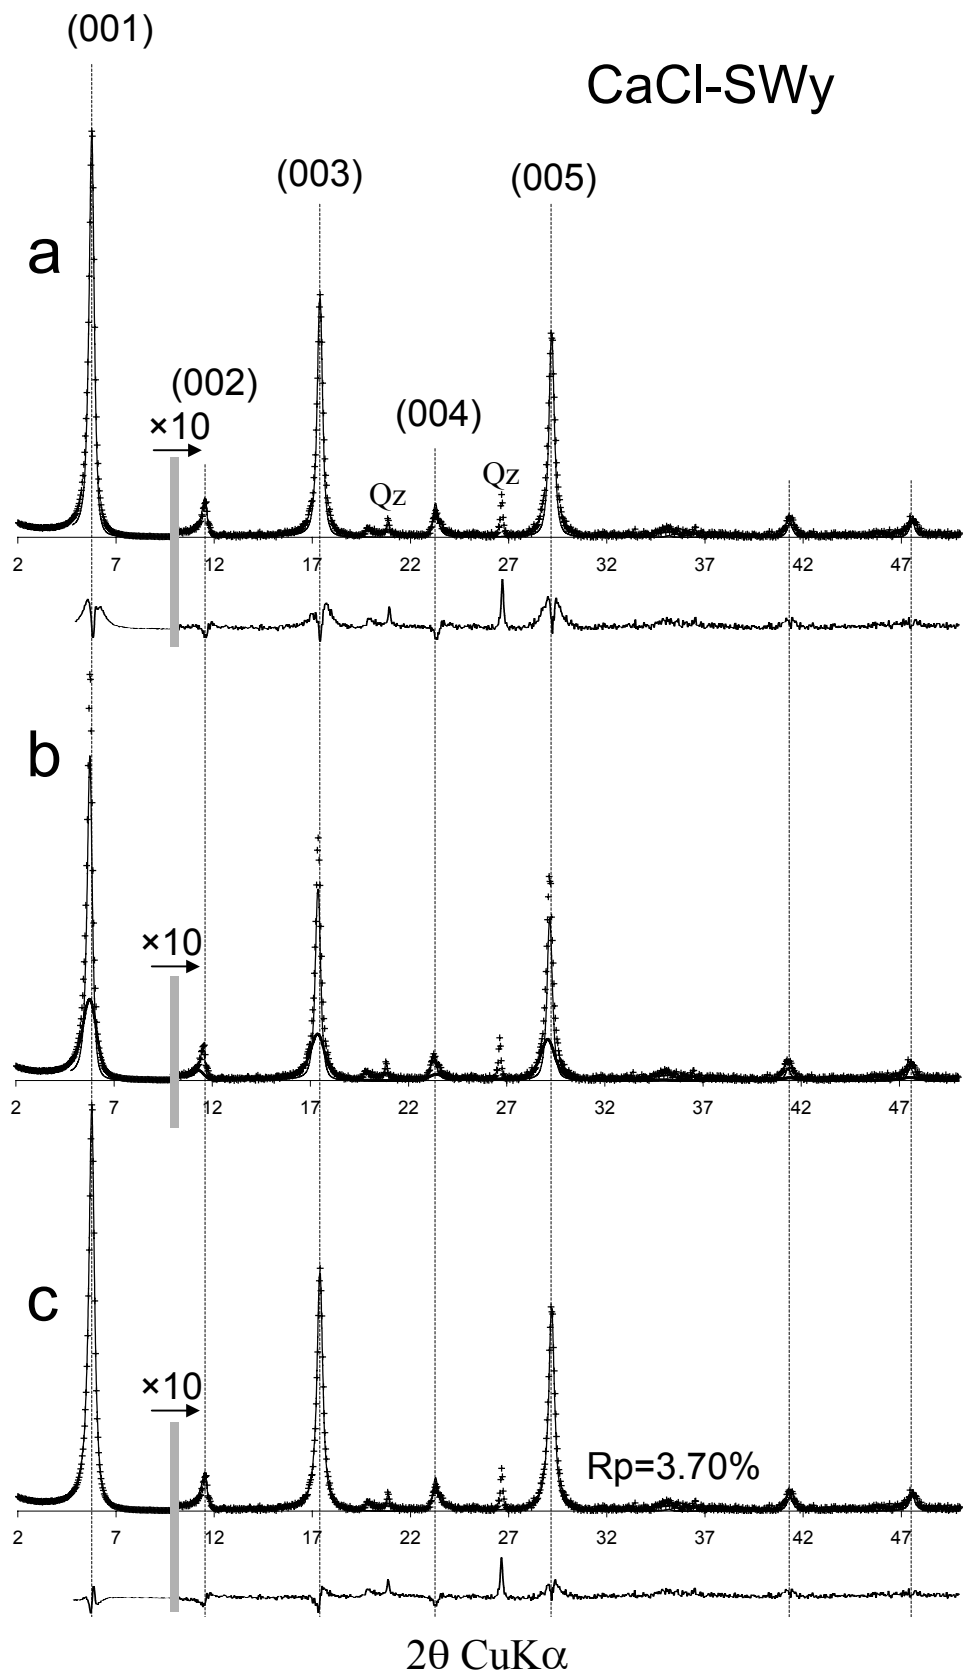 (001)
CaCl-SWy
(003)
(005)
a
(002)
(004)
×10
Qz
Qz
2 7 12 17 22 27 32 37 42 47
b
×10
2 7 12 17 22 27 32 37 42 47
c
×10
Rp=3.70%
2 7 12 17 22 27 32 37 42 47
2θ CuKα